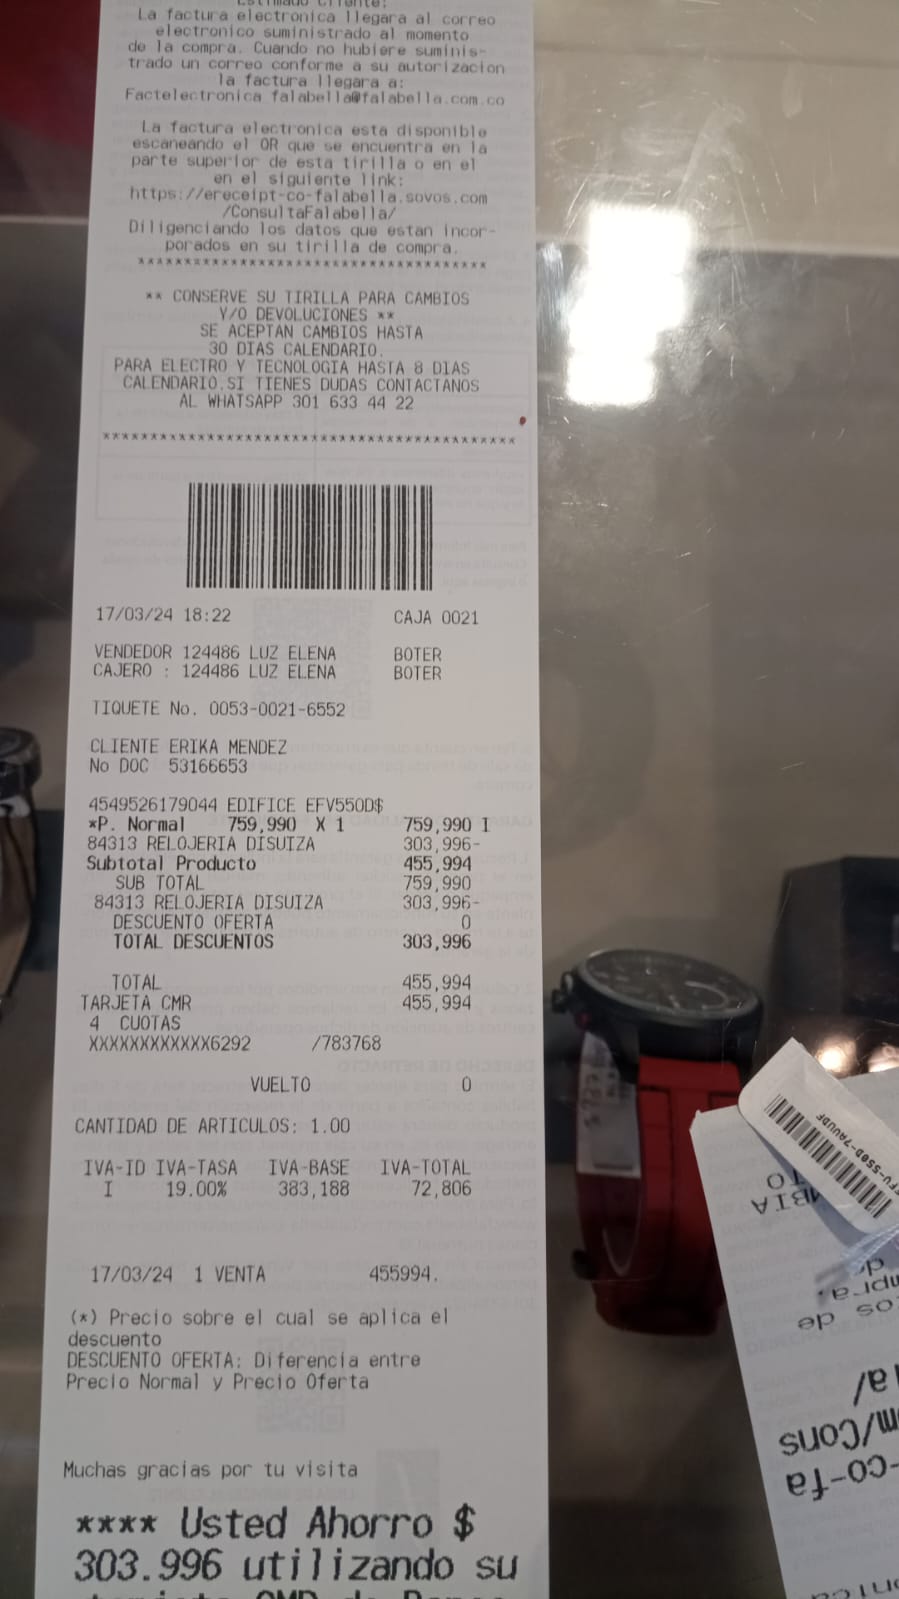 Estimado Cliente:
La factura electronica llegara al correo
electronico suministrado al momento
de la compra. Cuando no hubiere suminis-
trado un correo conforme a su autorizacion
la factura llegara a:
Factelectronica_falabella@falabella.com.co
La factura electronica esta disponible
escaneando el QR que se encuentra en la
parte superior de esta tirilla o en el
en el siguiente link:
https://ereceipt-co-falabella.sovos.com
/ConsultaFalabella/
Diligenciando los datos que estan incor-
porados en su tirilla de compra.
** CONSERVE SU TIRILLA PARA CAMBIOS
Y/O DEVOLUCIONES **
SE ACEPTAN CAMBIOS HASTA
30 DIAS CALENDARIO.
PARA ELECTRO Y TECNOLOGIA HASTA 8 DIAS
CALENDARIO.SI TIENES DUDAS CONTACTANOS
AL WHATSAPP 301 633 44 22
17/03/24 18:22 CAJA 0021
VENDEDOR 124486 LUZ ELENA BOTER
CAJERO : 124486 LUZ ELENA BOTER
TIQUETE No. 0053-0021-6552
CLIENTE ERIKA MENDEZ
No DOC 53166653
4549526179044 EDIFICE EFV550D$
*P. Normal 759,990 X 1 759,990 I
84313 RELOJERIA DISUIZA 303,996-
Subtotal Producto 455,994
SUB TOTAL 759,990
84313 RELOJERIA DISUIZA 303,996-
DESCUENTO OFERTA 0
TOTAL DESCUENTOS 303,996
TOTAL 455,994
TARJETA CMR 455,994
4 CUOTAS
XXXXXXXXXXXX6292 /783768
VUELTO 0
CANTIDAD DE ARTICULOS: 1.00
IVA-ID IVA-TASA IVA-BASE IVA-TOTAL
I 19.00% 383,188 72,806
17/03/24 1 VENTA 455994.
(*) Precio sobre el cual se aplica el
descuento
DESCUENTO OFERTA: Diferencia entre
Precio Normal y Precio Oferta
Muchas gracias por tu visita
**** Usted Ahorro $
303.996 utilizando su